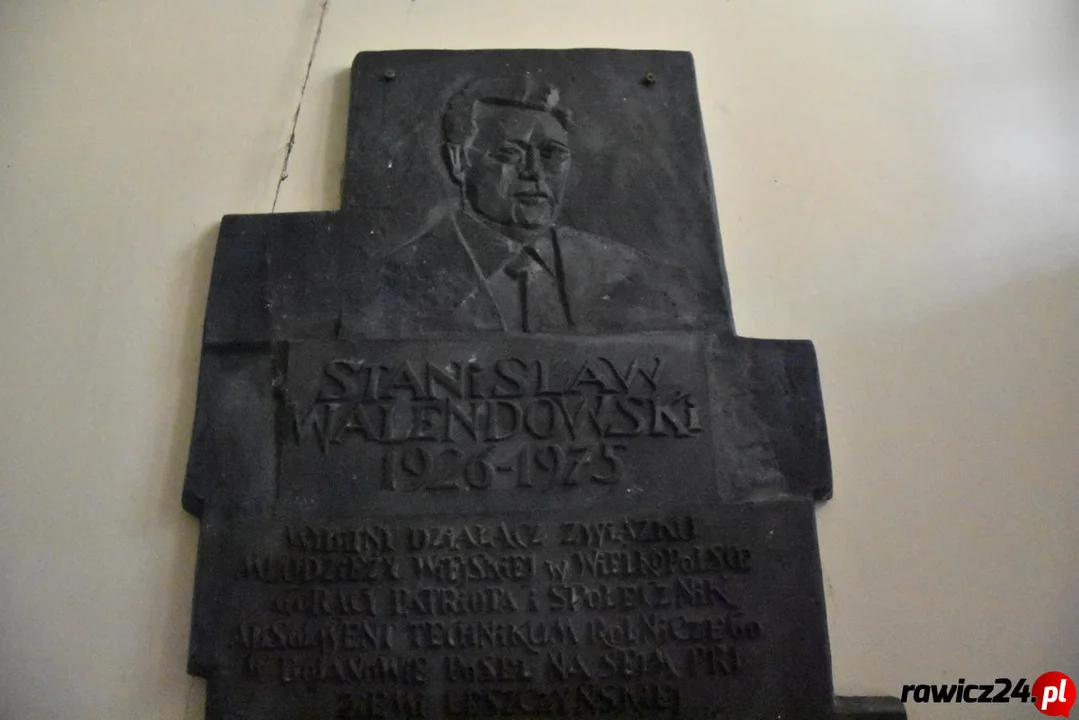 STANISŁAW
WALENDOWSKI
1926-1975
WYBITNY DZIAŁACZ ZWIĄZKU
MŁODZIEŻY WIEJSKIEJ W WIELKOPOLSCE
GORĄCY PATRIOTA I SPOŁECZNIK
ABSOLWENT TECHNIKUM ROLNICZEGO
W BOJANOWIE POSEŁ NA SEJM PRL
ZIEMI LESZCZYŃSKIEJ
rawicz24.pl